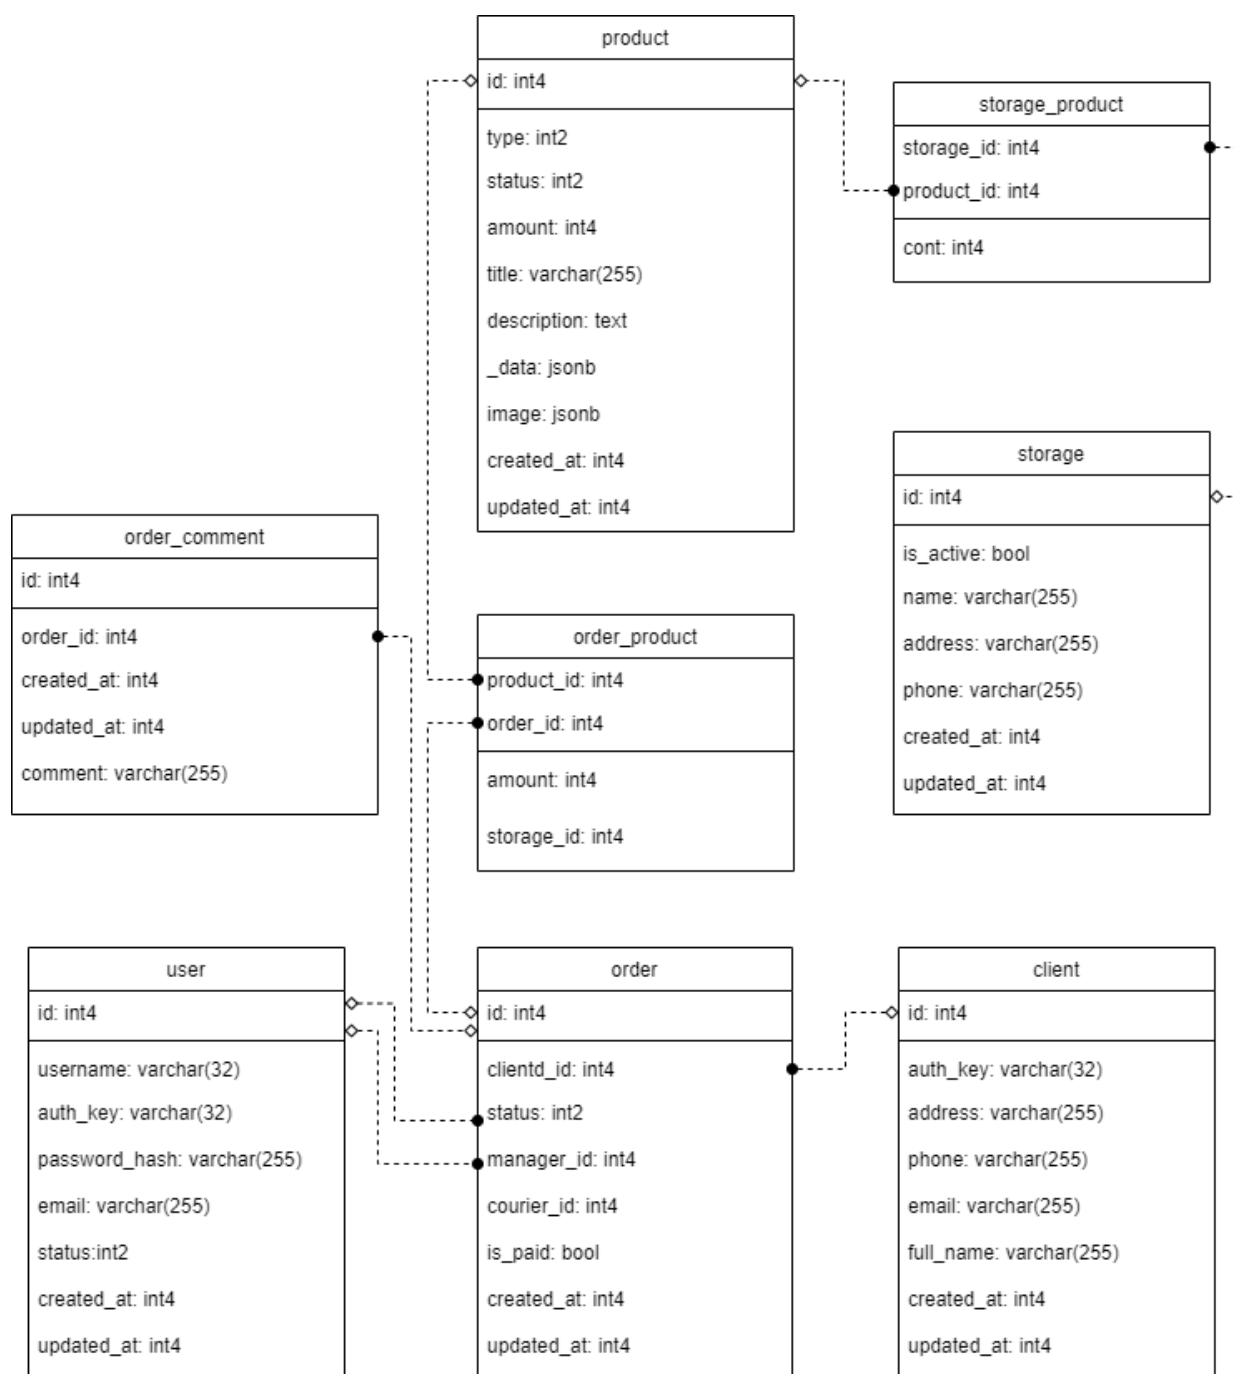 product
id: int4
type: int2
status: int2
amount: int4
title: varchar(255)
description: text
_data: jsonb
image: jsonb
created_at: int4
updated_at: int4
storage_product
storage_id: int4
product_id: int4
cont: int4
storage
id: int4
is_active: bool
name: varchar(255)
address: varchar(255)
phone: varchar(255)
created_at: int4
updated_at: int4
order_comment
id: int4
order_id: int4
created_at: int4
updated_at: int4
comment: varchar(255)
order_product
product_id: int4
order_id: int4
amount: int4
storage_id: int4
user
id: int4
username: varchar(32)
auth_key: varchar(32)
password_hash: varchar(255)
email: varchar(255)
status:int2
created_at: int4
updated_at: int4
order
id: int4
clientd_id: int4
status: int2
manager_id: int4
courier_id: int4
is_paid: bool
created_at: int4
updated_at: int4
client
id: int4
auth_key: varchar(32)
address: varchar(255)
phone: varchar(255)
email: varchar(255)
full_name: varchar(255)
created_at: int4
updated_at: int4